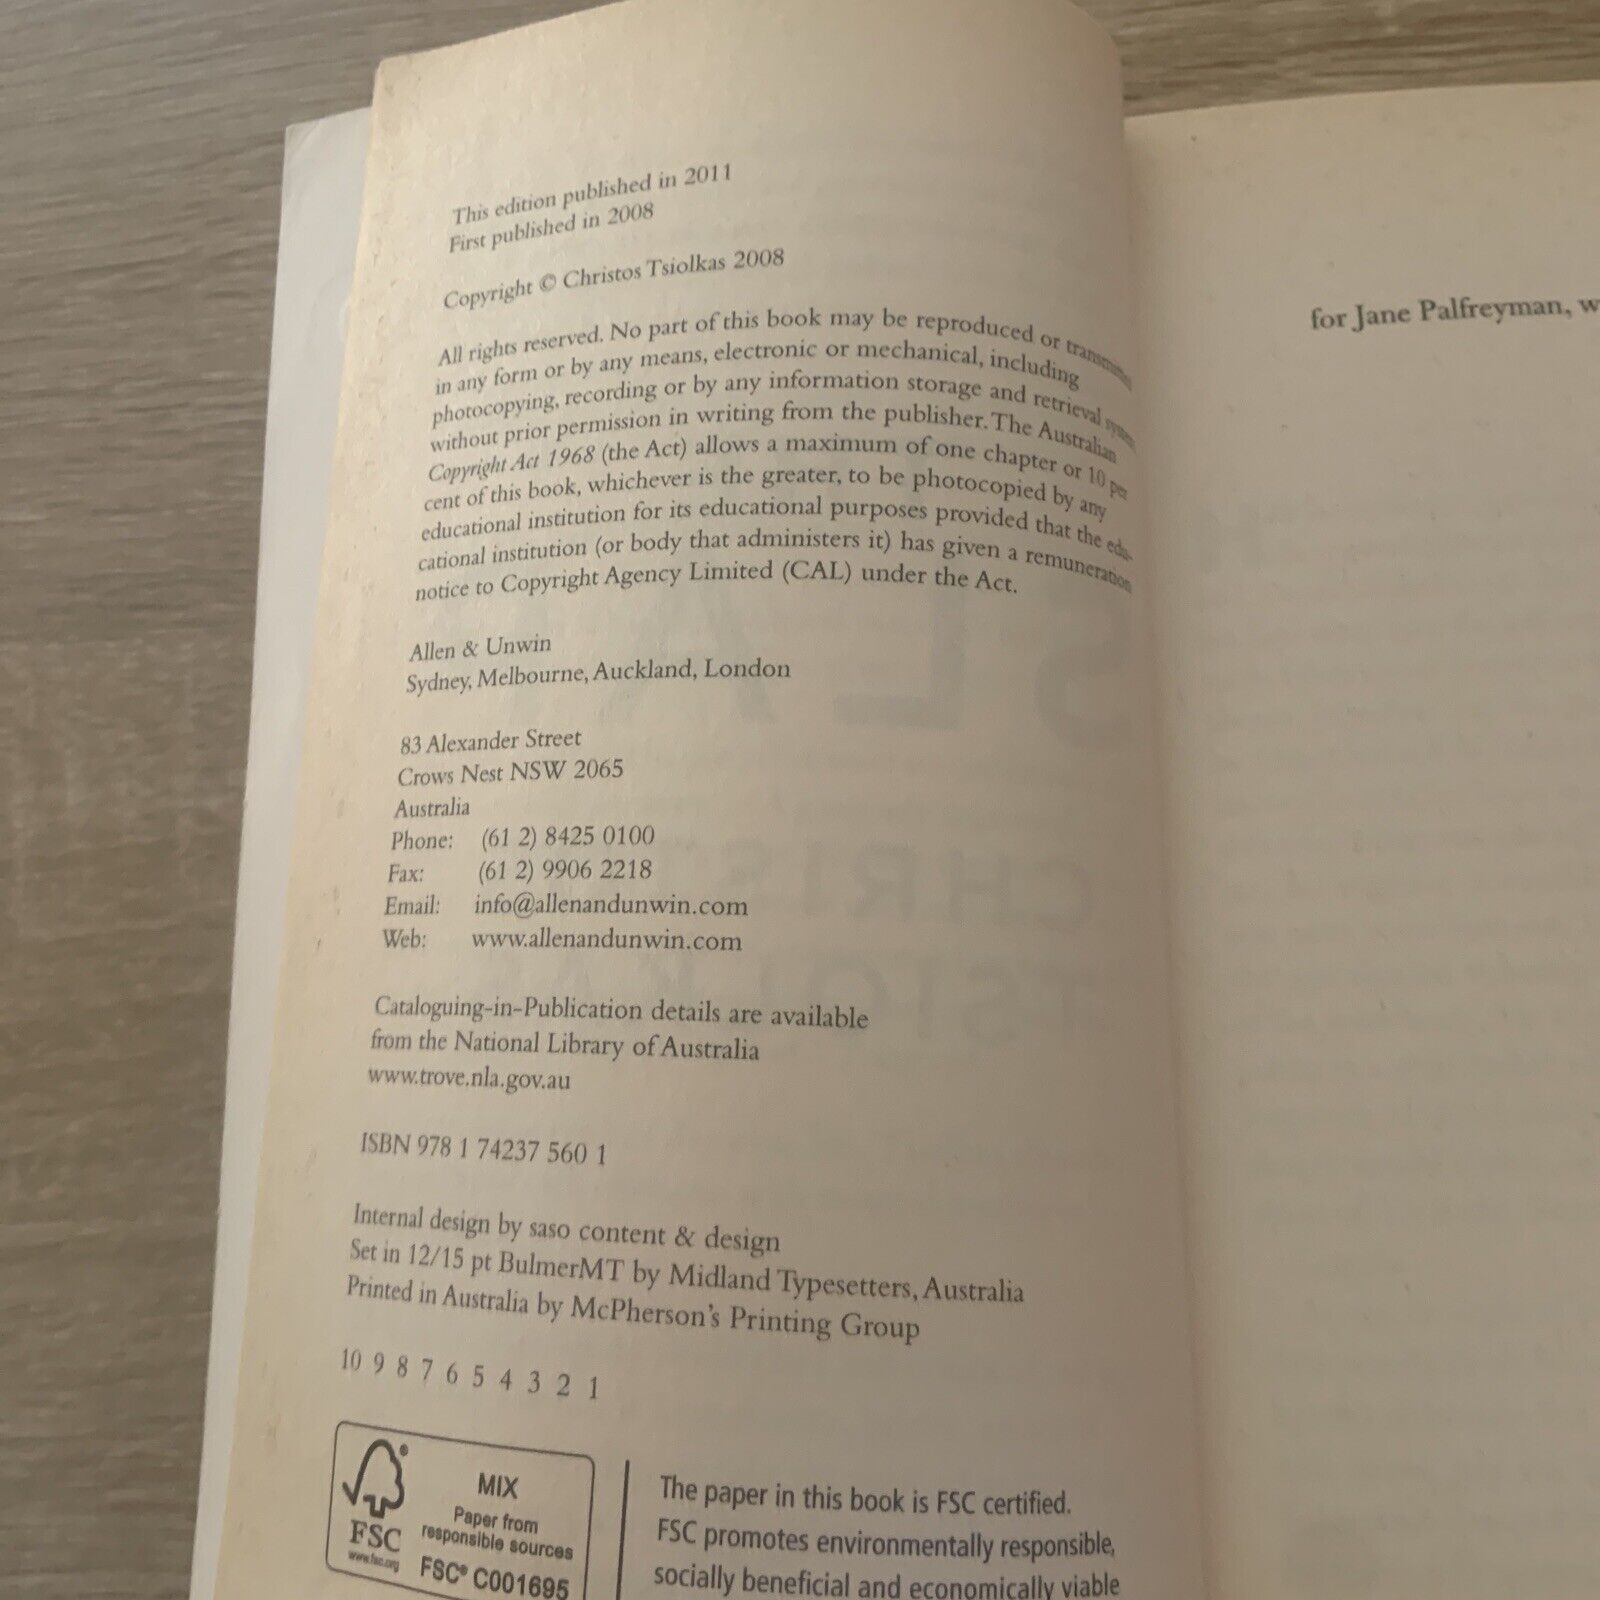 This edition published in 2011
First published in 2008
Copyright © Christos Tsiolkas 2008
All rights reserved. No part of this book may be reproduced or transmitted
in any form or by any means, electronic or mechanical, including
photocopying, recording or by any information storage and retrieval system
without prior permission in writing from the publisher. The Australian
Copyright Act 1968 (the Act) allows a maximum of one chapter or 10 per
cent of this book, whichever is the greater, to be photocopied by any
educational institution for its educational purposes provided that the edu-
cational institution (or body that administers it) has given a remuneration
notice to Copyright Agency Limited (CAL) under the Act.
Allen & Unwin
Sydney, Melbourne, Auckland, London
83 Alexander Street
Crows Nest NSW 2065
Australia
Phone: (61 2) 8425 0100
Fax: (61 2) 9906 2218
Email: info@allenandunwin.com
Web: www.allenandunwin.com
Cataloguing-in-Publication details are available
from the National Library of Australia
www.trove.nla.gov.au
ISBN 978 1 74237 560 1
Internal design by saso content & design
Set in 12/15 pt BulmerMT by Midland Typesetters, Australia
Printed in Australia by McPherson's Printing Group
10 9 8 7 6 5 4 3 2 1
FSC
www.fsc.org
MIX
Paper from
responsible sources
FSC® C001695
The paper in this book is FSC certified.
FSC promotes environmentally responsible,
socially beneficial and economically viable
for Jane Palfreyman, w